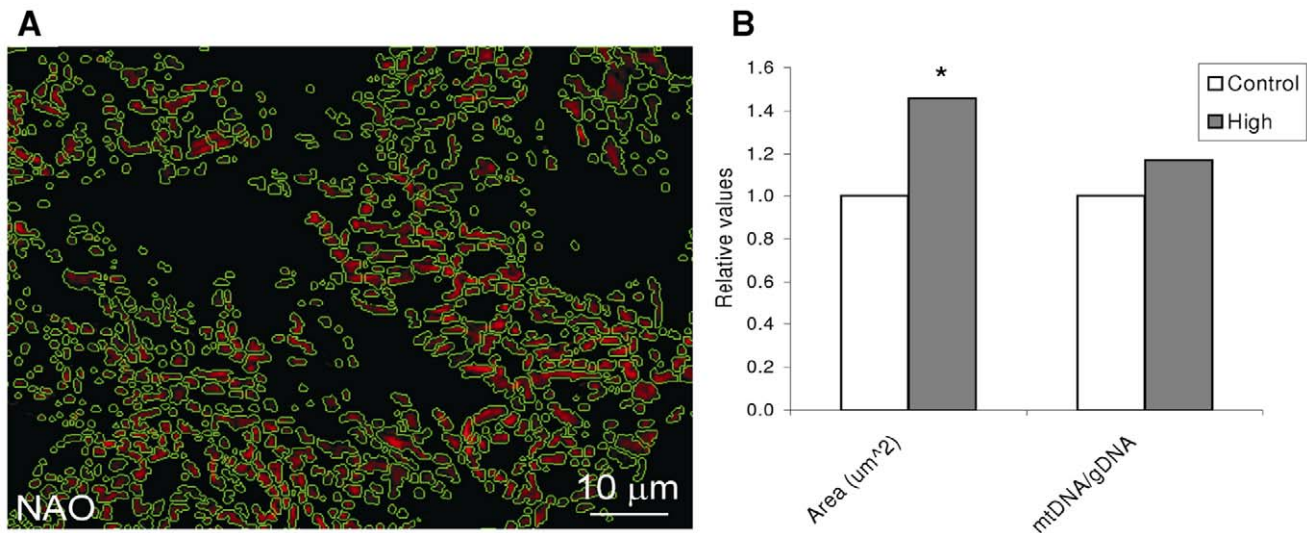 A
NAO
10 μm
B
1.6
1.4
1.2
1.0
0.8
0.6
0.4
0.2
0.0
Relative values
*
Control
High
Area (um^2)
mtDNA/gDNA